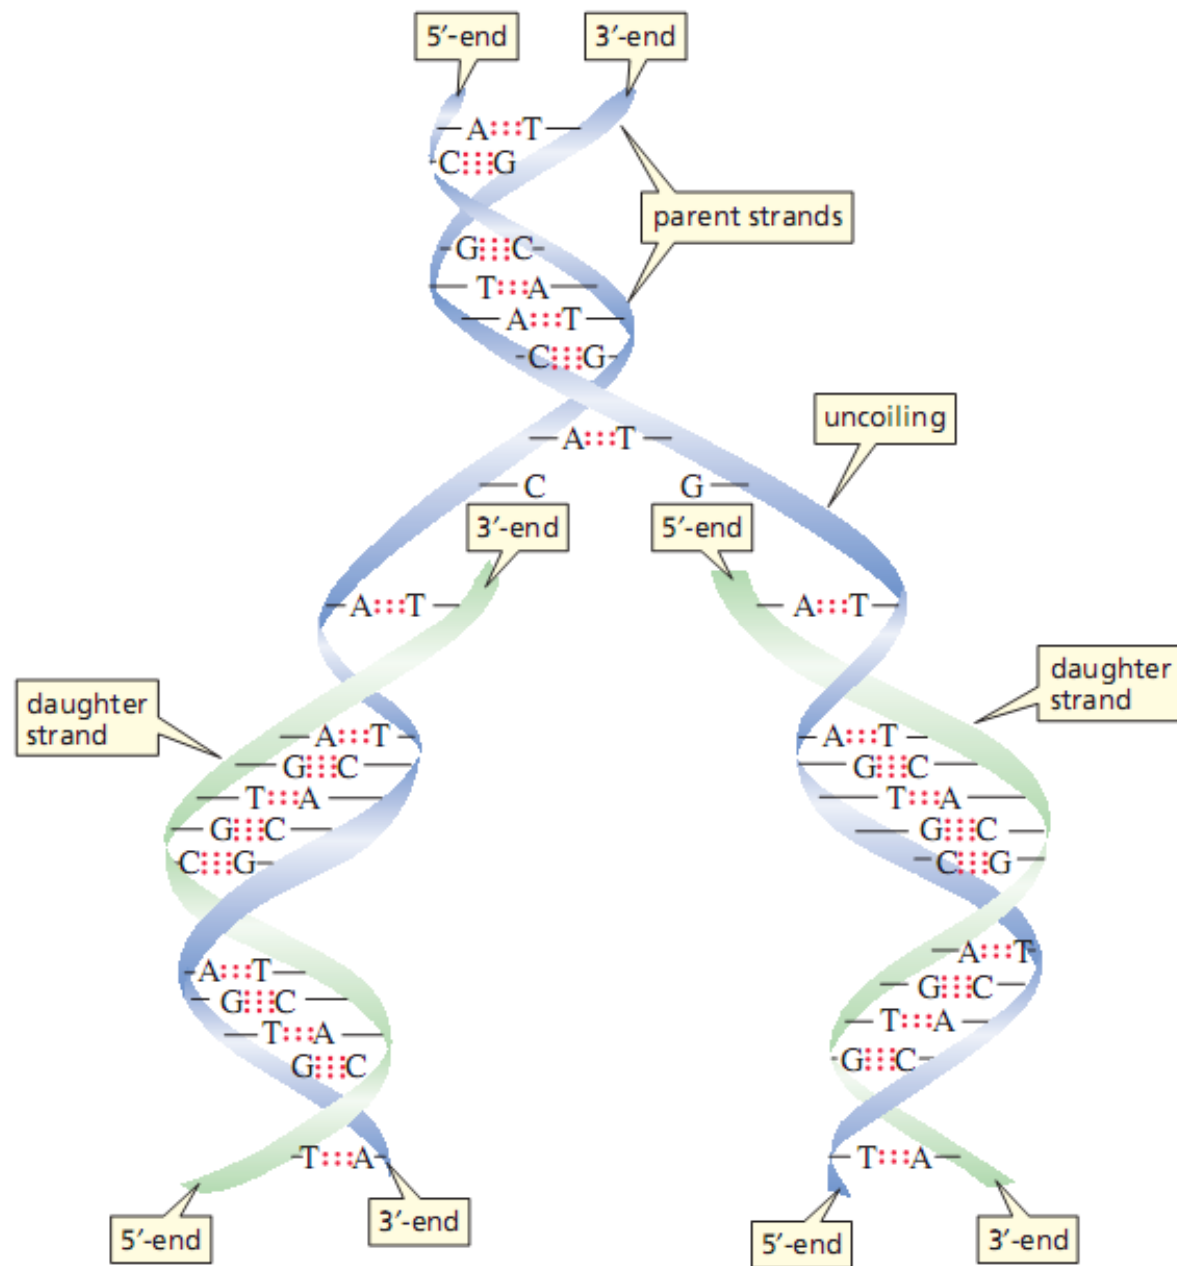 5′-end 3′-end
A T
C G
parent strands
G C
T A
A T
C G
uncoiling
A T
C G
3′-end 5′-end
A T A T
daughter
strand
daughter
strand
A T A T
G C G C
T A T A
G C G C
C G C G
A T A T
G C G C
T A T A
G C G C
T A T A
5′-end 3′-end 5′-end 3′-end